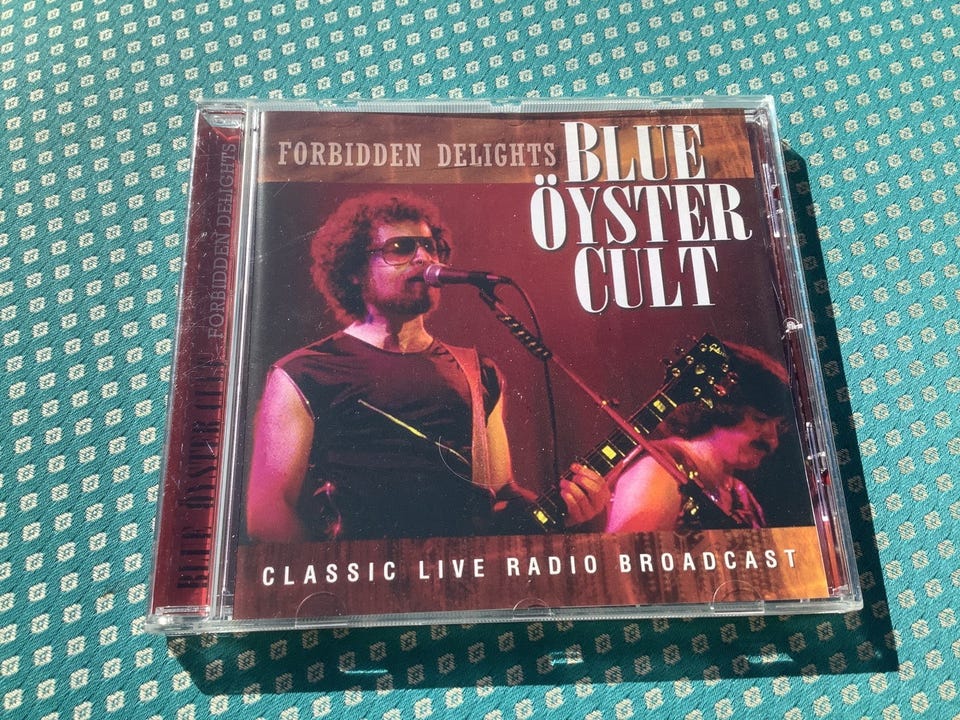 FORBIDDEN DELIGHTS
BLUE
ÖYSTER
CULT
CLASSIC LIVE RADIO BROADCAST
BLUE ÖYSTER CULT
FORBIDDEN DELIGHTS